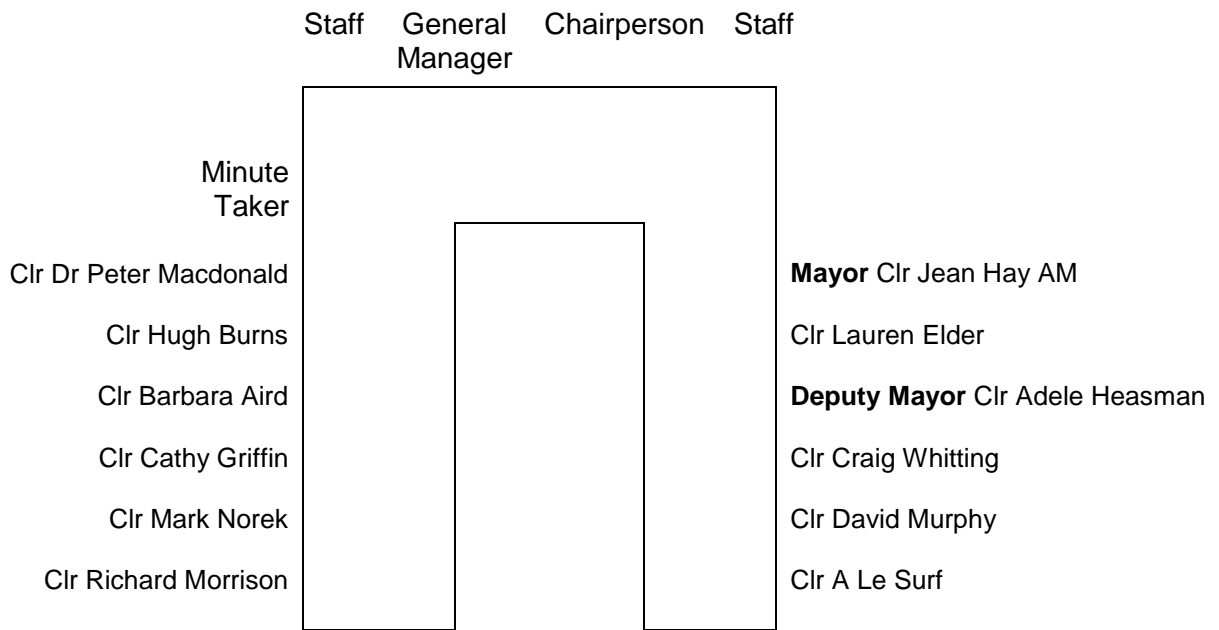 Staff General Manager Chairperson Staff
Minute
Taker
Clr Dr Peter Macdonald Mayor Clr Jean Hay AM
Clr Hugh Burns Clr Lauren Elder
Clr Barbara Aird Deputy Mayor Clr Adele Heasman
Clr Cathy Griffin Clr Craig Whitting
Clr Mark Norek Clr David Murphy
Clr Richard Morrison Clr A Le Surf